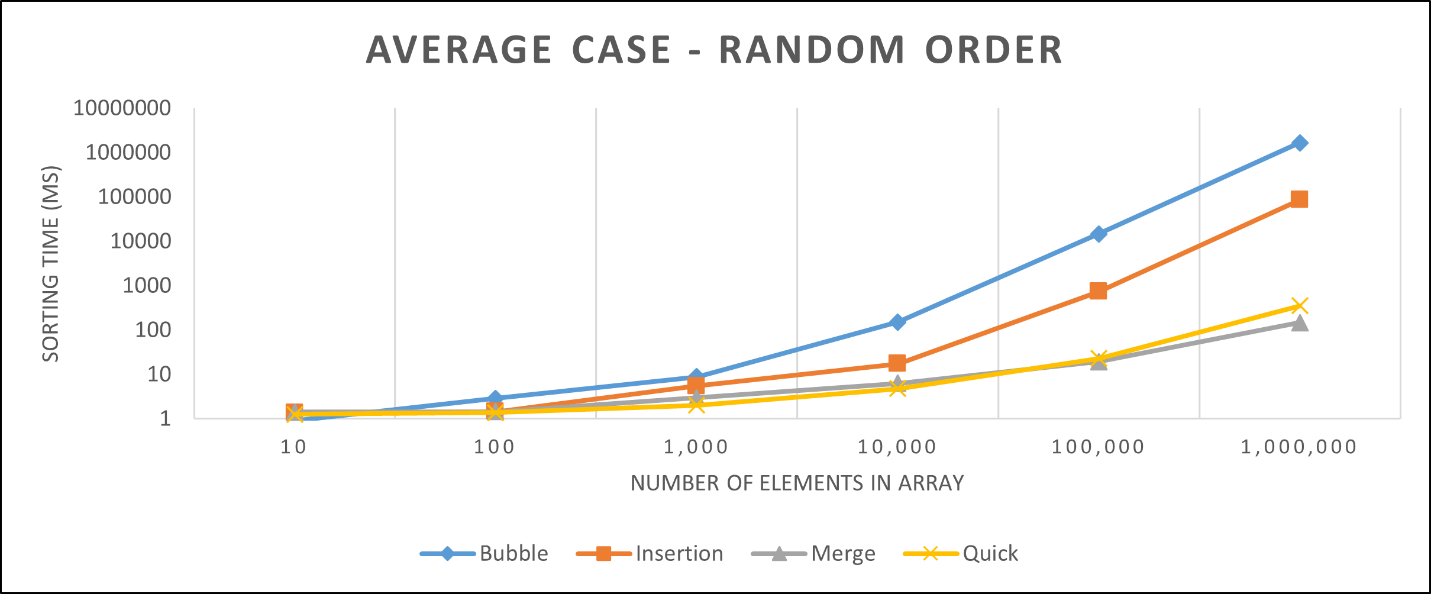 AVERAGE CASE - RANDOM ORDER
SORTING TIME (MS)
10000000
1000000
100000
10000
1000
100
10
1
10 100 1,000 10,000 100,000 1,000,000
NUMBER OF ELEMENTS IN ARRAY
Bubble Insertion Merge Quick